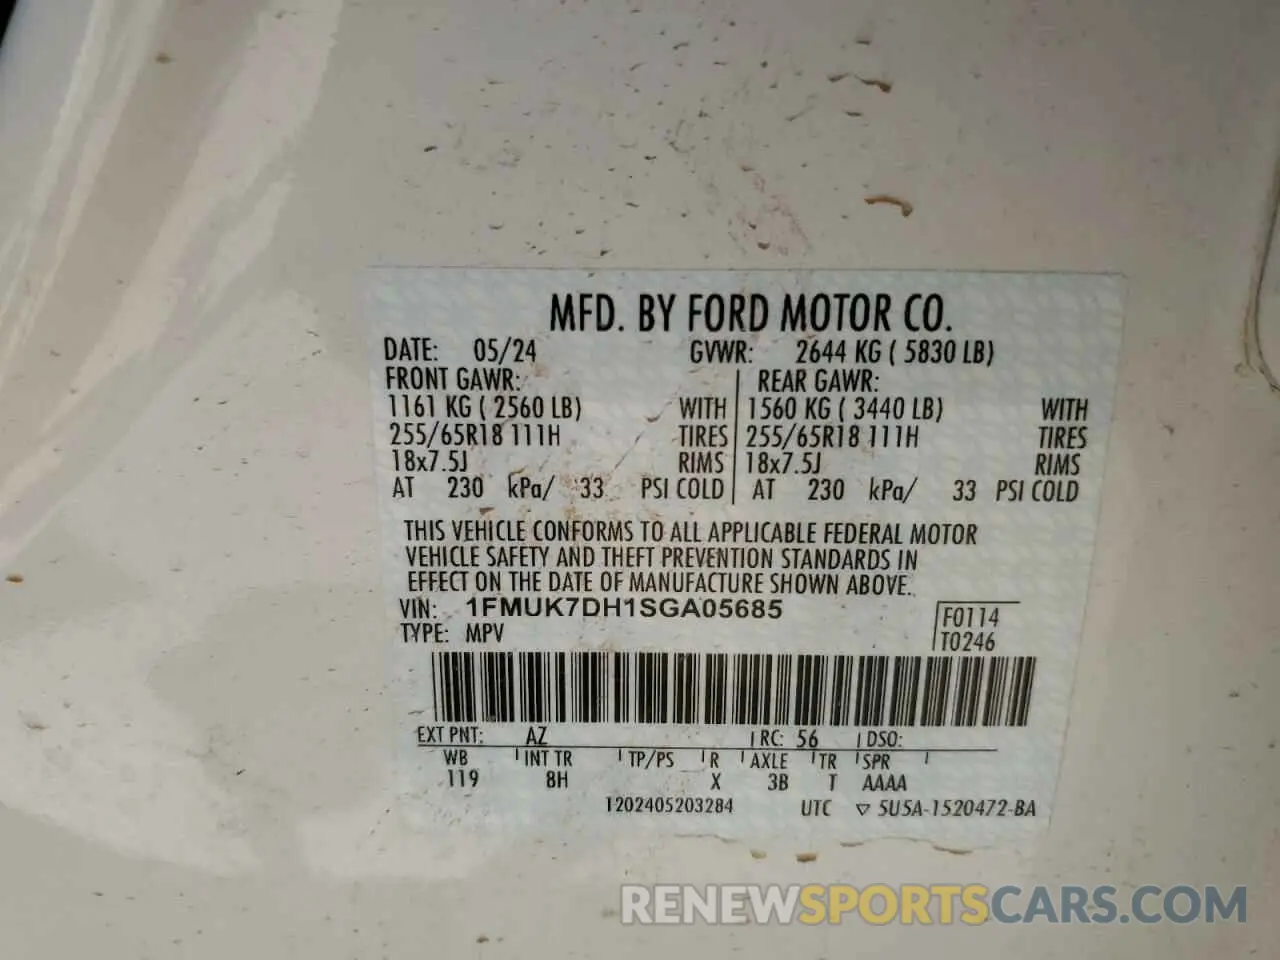 MFD. BY FORD MOTOR CO.
DATE: 05/24 GVWR: 2644 KG ( 5830 LB)
FRONT GAWR: REAR GAWR:
1161 KG ( 2560 LB) WITH 1560 KG ( 3440 LB) WITH
255/65R18 111H TIRES 255/65R18 111H TIRES
18x7.5J RIMS 18x7.5J RIMS
AT 230 kPa/ 33 PSI COLD AT 230 kPa/ 33 PSI COLD
THIS VEHICLE CONFORMS TO ALL APPLICABLE FEDERAL MOTOR
VEHICLE SAFETY AND THEFT PREVENTION STANDARDS IN
EFFECT ON THE DATE OF MANUFACTURE SHOWN ABOVE.
VIN: 1FMUK7DH1SGA05685 F0114
TYPE: MPV T0246
EXT PNT: AZ RC: 56 DSO:
WB INT TR TP/PS R AXLE TR SPR
119 8H X 3B T AAAA
1202405203284 UTC ▽ 5U5A-1520472-BA
RENEWSPORTSCARS.COM